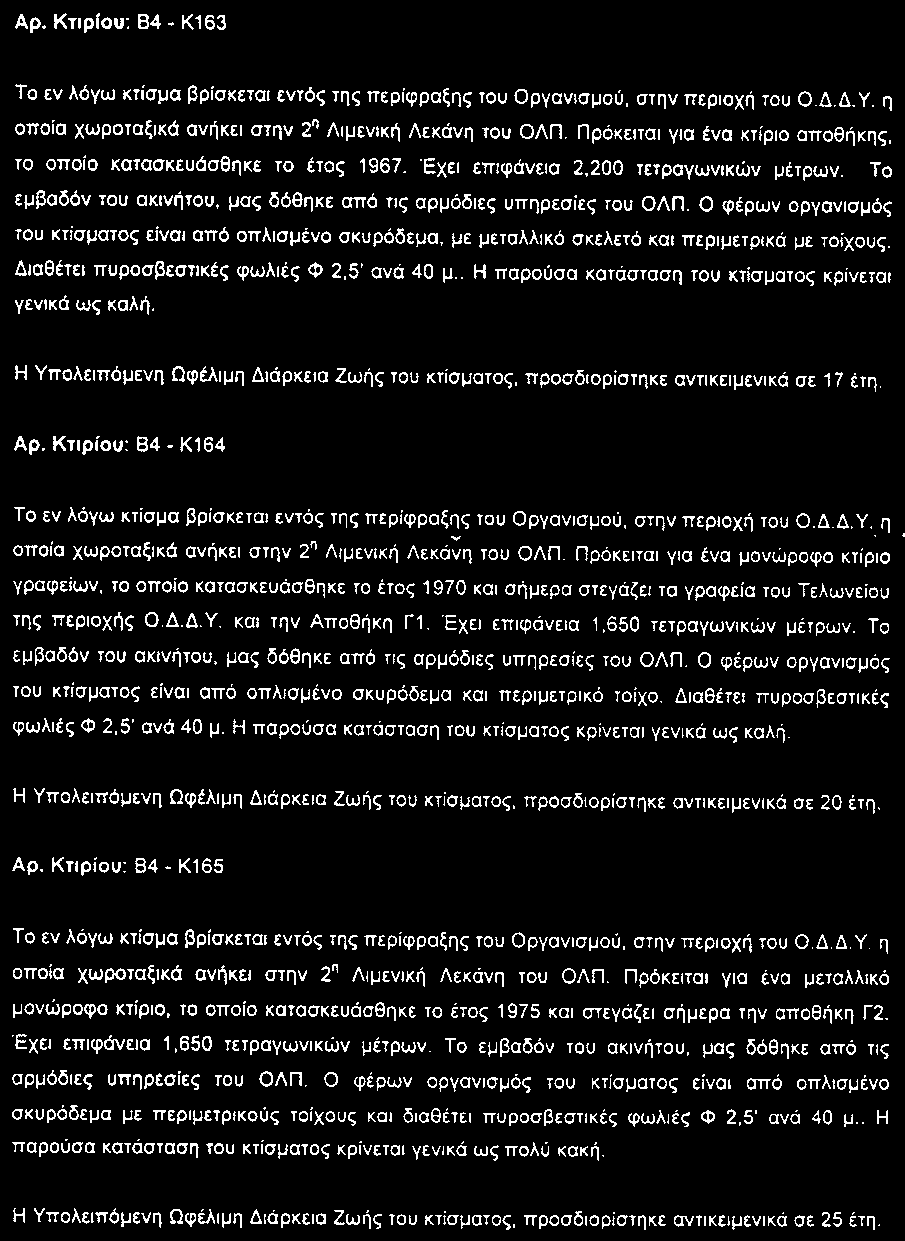 Αρ. Κτιρίου: Β4 - Κ163
Το εν λόγω κτίσμα βρίσκεται εντός της περίφραξης του Οργανισμού, στην περιοχή του Ο.Δ.Δ.Υ. η
οποία χωροταξικά ανήκει στην 2η Λιμενική Λεκάνη του ΟΛΠ. Πρόκειται για ένα κτίριο αποθήκης,
το οποίο κατασκευάσθηκε το έτος 1967. Έχει επιφάνεια 2,200 τετραγωνικών μέτρων. Το
εμβαδόν του ακινήτου, μας δόθηκε από τις αρμόδιες υπηρεσίες του ΟΛΠ. Ο φέρων οργανισμός
του κτίσματος είναι από οπλισμένο σκυρόδεμα, με μεταλλικό σκελετό και περιμετρικά με τοίχους.
Διαθέτει πυροσβεστικές φωλιές Φ 2,5' ανά 40 μ.. Η παρούσα κατάσταση του κτίσματος κρίνεται
γενικά ως καλή.
Η Υπολειπόμενη Ωφέλιμη Διάρκεια Ζωής του κτίσματος, προσδιορίστηκε αντικειμενικά σε 17 έτη.
Αρ. Κτιρίου: Β4 - Κ164
Το εν λόγω κτίσμα βρίσκεται εντός της περίφραξης του Οργανισμού, στην περιοχή του Ο.Δ.Δ.Υ. η
οποία χωροταξικά ανήκει στην 2η Λιμενική Λεκάνη του ΟΛΠ. Πρόκειται για ένα μονώροφο κτίριο
γραφείων, το οποίο κατασκευάσθηκε το έτος 1970 και σήμερα στεγάζει τα γραφεία του Τελωνείου
της περιοχής Ο.Δ.Δ.Υ. και την Αποθήκη Γ1. Έχει επιφάνεια 1,650 τετραγωνικών μέτρων. Το
εμβαδόν του ακινήτου, μας δόθηκε από τις αρμόδιες υπηρεσίες του ΟΛΠ. Ο φέρων οργανισμός
του κτίσματος είναι από οπλισμένο σκυρόδεμα και περιμετρικό τοίχο. Διαθέτει πυροσβεστικές
φωλιές Φ 2,5' ανά 40 μ. Η παρούσα κατάσταση του κτίσματος κρίνεται γενικά ως καλή.
Η Υπολειπόμενη Ωφέλιμη Διάρκεια Ζωής του κτίσματος, προσδιορίστηκε αντικειμενικά σε 20 έτη.
Αρ. Κτιρίου: Β4 - Κ165
Το εν λόγω κτίσμα βρίσκεται εντός της περίφραξης του Οργανισμού, στην περιοχή του Ο.Δ.Δ.Υ. η
οποία χωροταξικά ανήκει στην 2η Λιμενική Λεκάνη του ΟΛΠ. Πρόκειται για ένα μεταλλικό
μονώροφο κτίριο, το οποίο κατασκευάσθηκε το έτος 1975 και στεγάζει σήμερα την αποθήκη Γ2.
Έχει επιφάνεια 1,650 τετραγωνικών μέτρων. Το εμβαδόν του ακινήτου, μας δόθηκε από τις
αρμόδιες υπηρεσίες του ΟΛΠ. Ο φέρων οργανισμός του κτίσματος είναι από οπλισμένο
σκυρόδεμα με περιμετρικούς τοίχους και διαθέτει πυροσβεστικές φωλιές Φ 2,5' ανά 40 μ.. Η
παρούσα κατάσταση του κτίσματος κρίνεται γενικά ως πολύ κακή.
Η Υπολειπόμενη Ωφέλιμη Διάρκεια Ζωής του κτίσματος, προσδιορίστηκε αντικειμενικά σε 25 έτη.